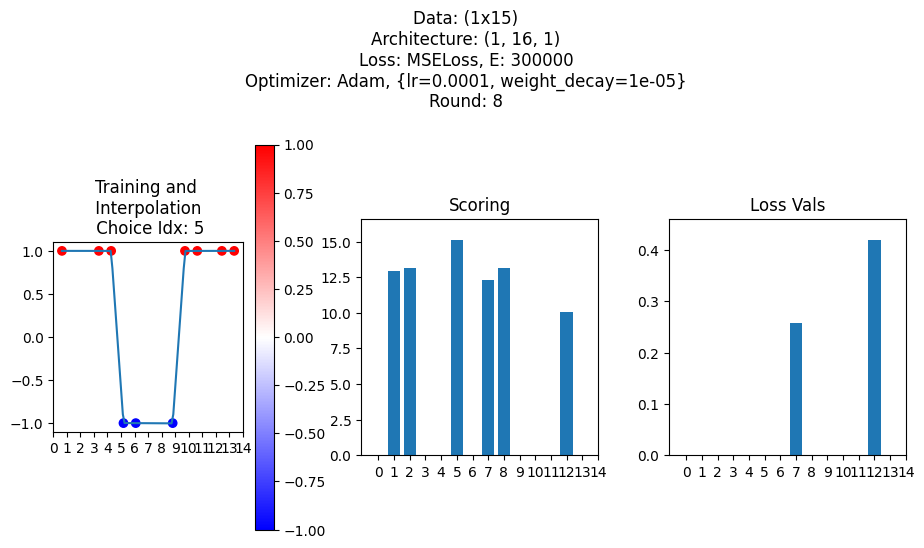 Data: (1x15)
Architecture: (1, 16, 1)
Loss: MSELoss, E: 300000
Optimizer: Adam, {lr=0.0001, weight_decay=1e-05}
Round: 8
Training and
Interpolation
Choice Idx: 5
1.0
0.5
0.0
−0.5
−1.0
0 1 2 3 4 5 6 7 8 9 10 11 12 13 14
1.00
0.75
0.50
0.25
0.00
−0.25
−0.50
−0.75
−1.00
Scoring
15.0
12.5
10.0
7.5
5.0
2.5
0.0
0 1 2 3 4 5 6 7 8 9 10 11 12 13 14
Loss Vals
0.4
0.3
0.2
0.1
0.0
0 1 2 3 4 5 6 7 8 9 10 11 12 13 14